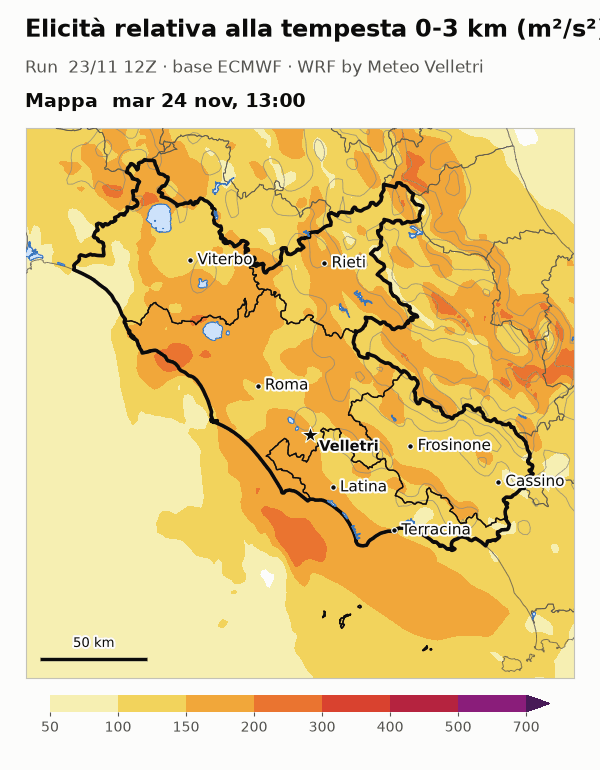 Elicità relativa alla tempesta 0-3 km (m²/s²)
Run 23/11 12Z · base ECMWF · WRF by Meteo Velletri
Mappa mar 24 nov, 13:00
Viterbo
Rieti
Roma
Velletri
Frosinone
Cassino
Latina
Terracina
50 km
50 100 150 200 300 400 500 700